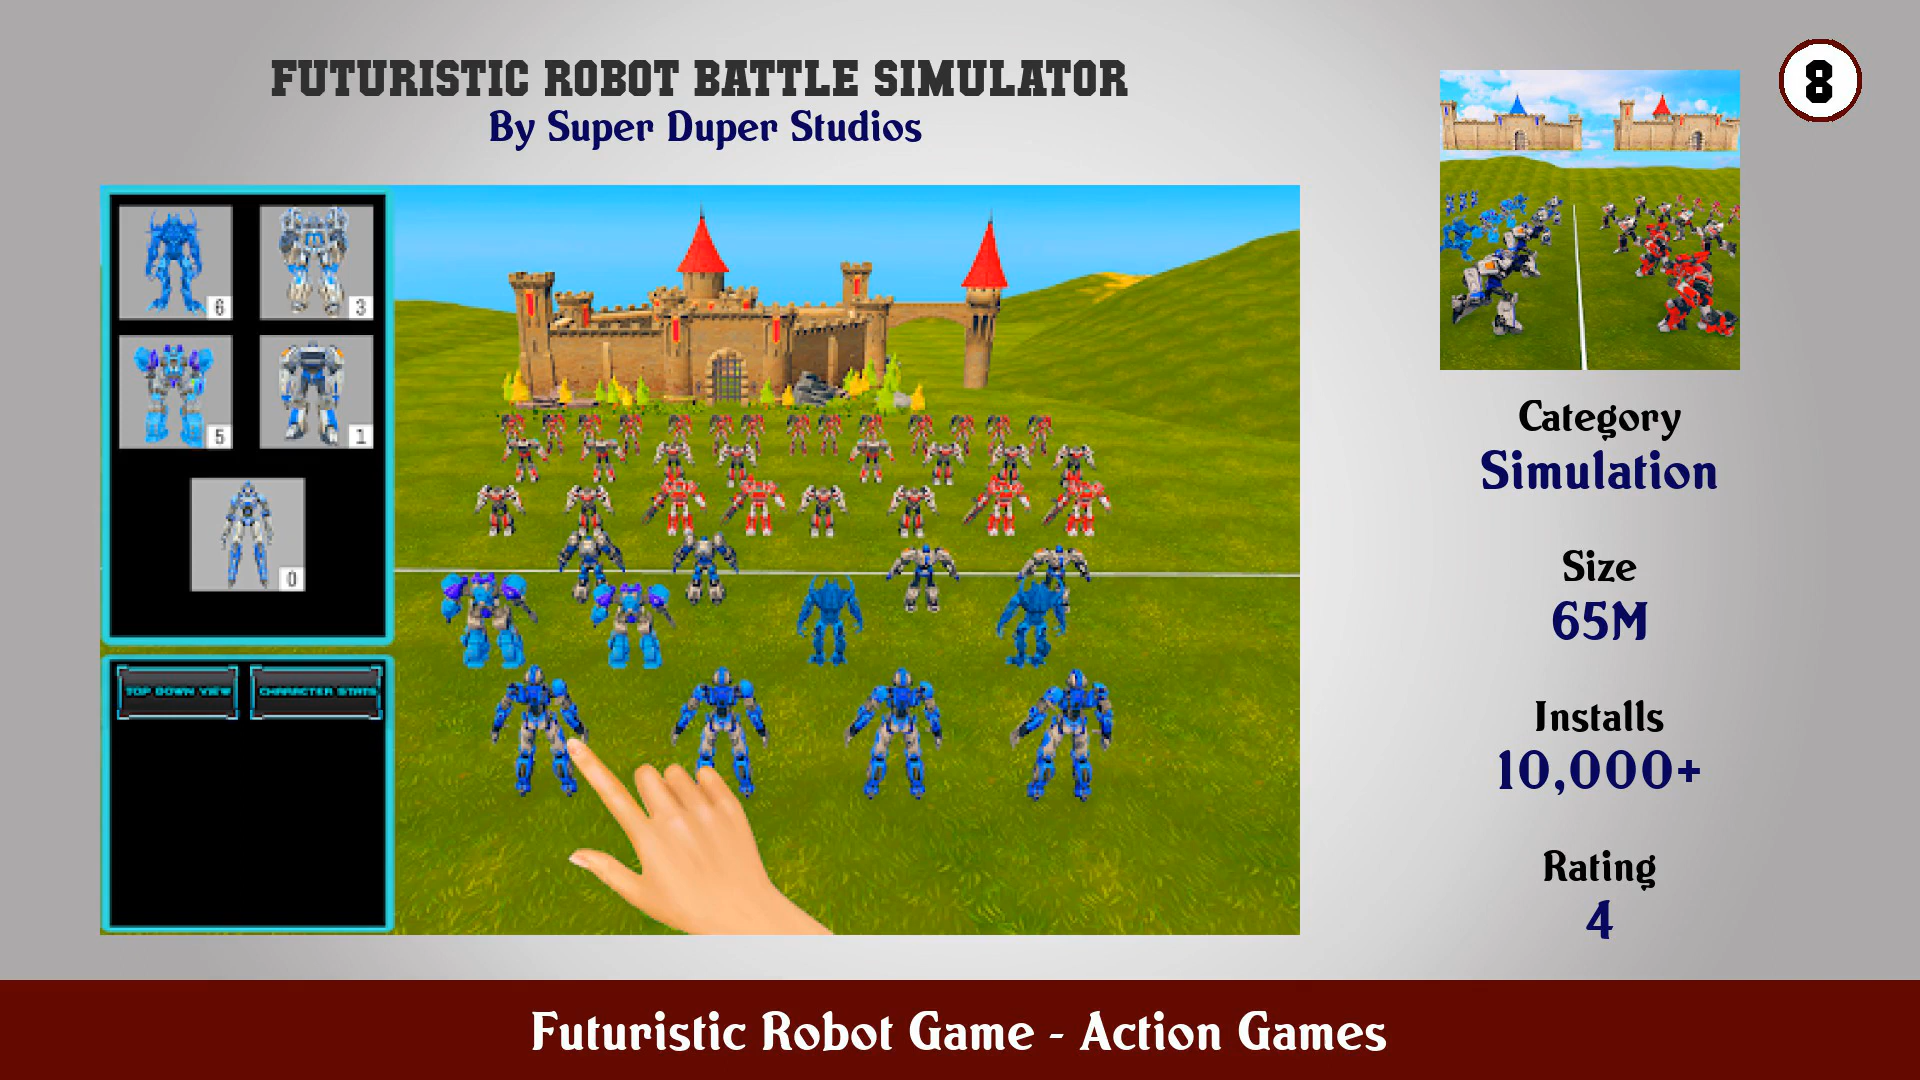 FUTURISTIC ROBOT BATTLE SIMULATOR
By Super Duper Studios
8
6
3
5
1
0
TOP DOWN VIEW
CHARACTER STATS
Category
Simulation
Size
65M
Installs
10,000+
Rating
4
Futuristic Robot Game - Action Games